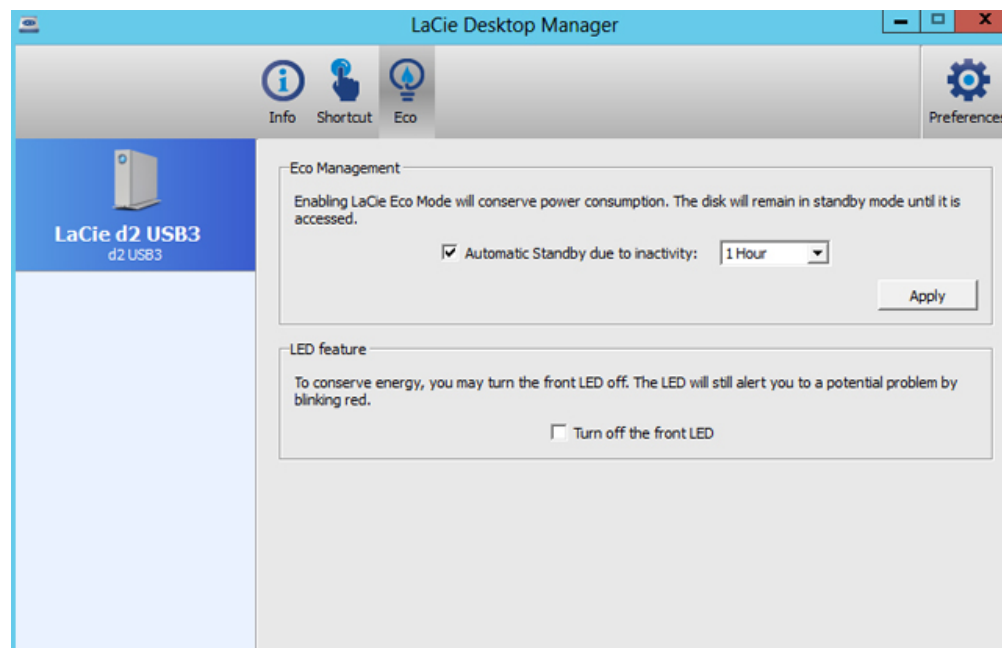 LaCie Desktop Manager
Info
Shortcut
Eco
Preferences
LaCie d2 USB3
d2 USB3
Eco Management
Enabling LaCie Eco Mode will conserve power consumption. The disk will remain in standby mode until it is
accessed.
Automatic Standby due to inactivity:
1 Hour
Apply
LED feature
To conserve energy, you may turn the front LED off. The LED will still alert you to a potential problem by
blinking red.
Turn off the front LED